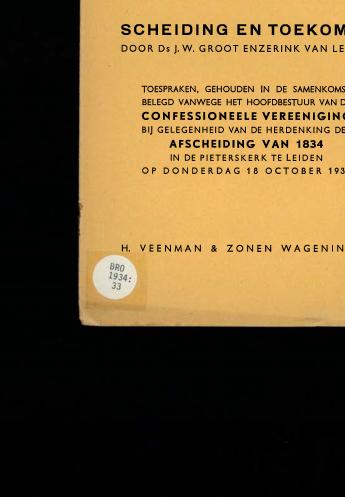 SCHEIDING EN TOEKOM
DOOR Ds J. W. GROOT ENZERINK VAN LE
TOESPRAKEN, GEHOUDEN IN DE SAMENKOMS
BELEGD VANWEGE HET HOOFDBESTUUR VAN D
CONFESSIONEELE VEREENIGING
BIJ GELEGENHEID VAN DE HERDENKING DE
AFSCHEIDING VAN 1834
IN DE PIETERSKERK TE LEIDEN
OP DONDERDAG 18 OCTOBER 193
H. VEENMAN & ZONEN WAGENIN
BRO
1934:
33